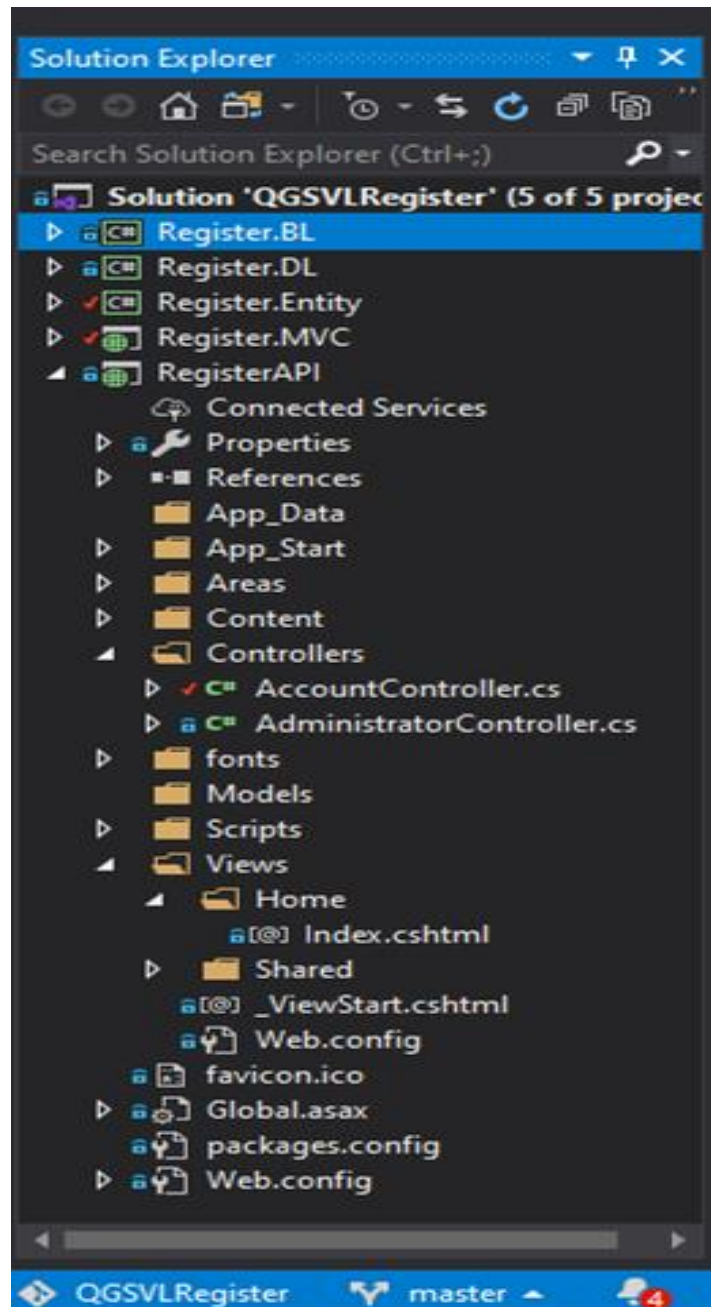 Solution Explorer
Search Solution Explorer (Ctrl+;)
Solution 'QGSVLRegister' (5 of 5 projec
C# Register.BL
C# Register.DL
C# Register.Entity
Register.MVC
RegisterAPI
Connected Services
Properties
References
App_Data
App_Start
Areas
Content
Controllers
C# AccountController.cs
C# AdministratorController.cs
fonts
Models
Scripts
Views
Home
[@] Index.cshtml
Shared
[@] _ViewStart.cshtml
Web.config
favicon.ico
Global.asax
packages.config
Web.config
QGSVLRegister master 4